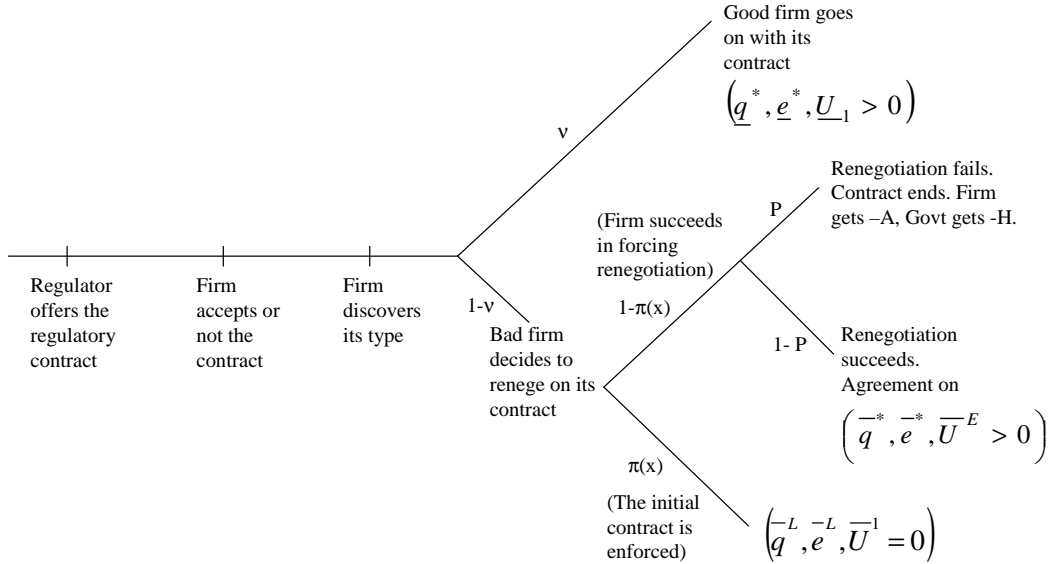 Good firm goes
on with its
contract
(q̲*, e̲*, U̲₁ > 0)
ν
Renegotiation fails.
Contract ends. Firm
gets –A, Govt gets -H.
P
(Firm succeeds
in forcing
renegotiation)
1-π(x)
Regulator
offers the
regulatory
contract
Firm
accepts or
not the
contract
Firm
discovers
its type
1-ν
Bad firm
decides to
renege on its
contract
1- P
Renegotiation
succeeds.
Agreement on
(q̅*, e̅*, U̅ᴱ > 0)
π(x)
(The initial
contract is
enforced)
(q̅ᴸ, e̅ᴸ, U̅¹ = 0)